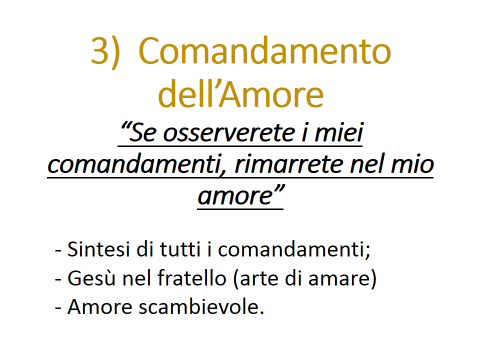 3) Comandamento
dell’Amore
“Se osserverete i miei
comandamenti, rimarrete nel mio
amore”
- Sintesi di tutti i comandamenti;
- Gesù nel fratello (arte di amare)
- Amore scambievole.